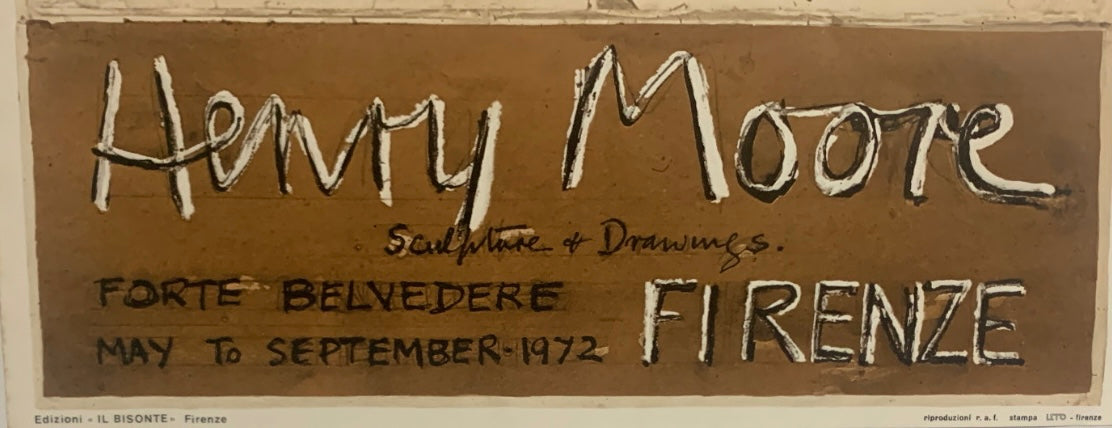 Henry Moore
Sculpture & Drawings.
FORTE BELVEDERE
MAY To SEPTEMBER·1972
FIRENZE
Edizioni « IL BISONTE » Firenze
riproduzioni r. a. f. stampa LITO - firenze